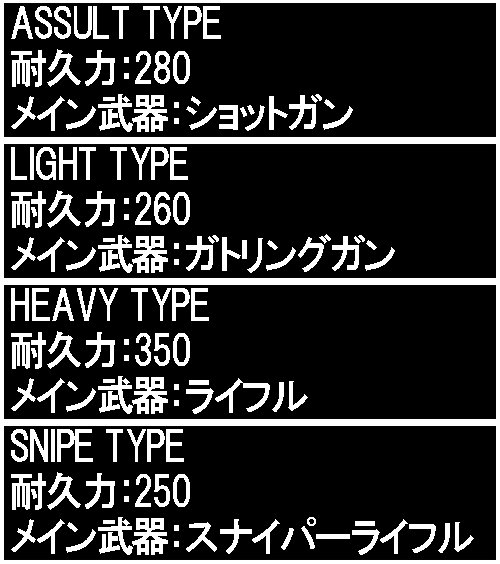 ASSULT TYPE
耐久力:280
メイン武器:ショットガン
LIGHT TYPE
耐久力:260
メイン武器:ガトリングガン
HEAVY TYPE
耐久力:350
メイン武器:ライフル
SNIPE TYPE
耐久力:250
メイン武器:スナイパーライフル